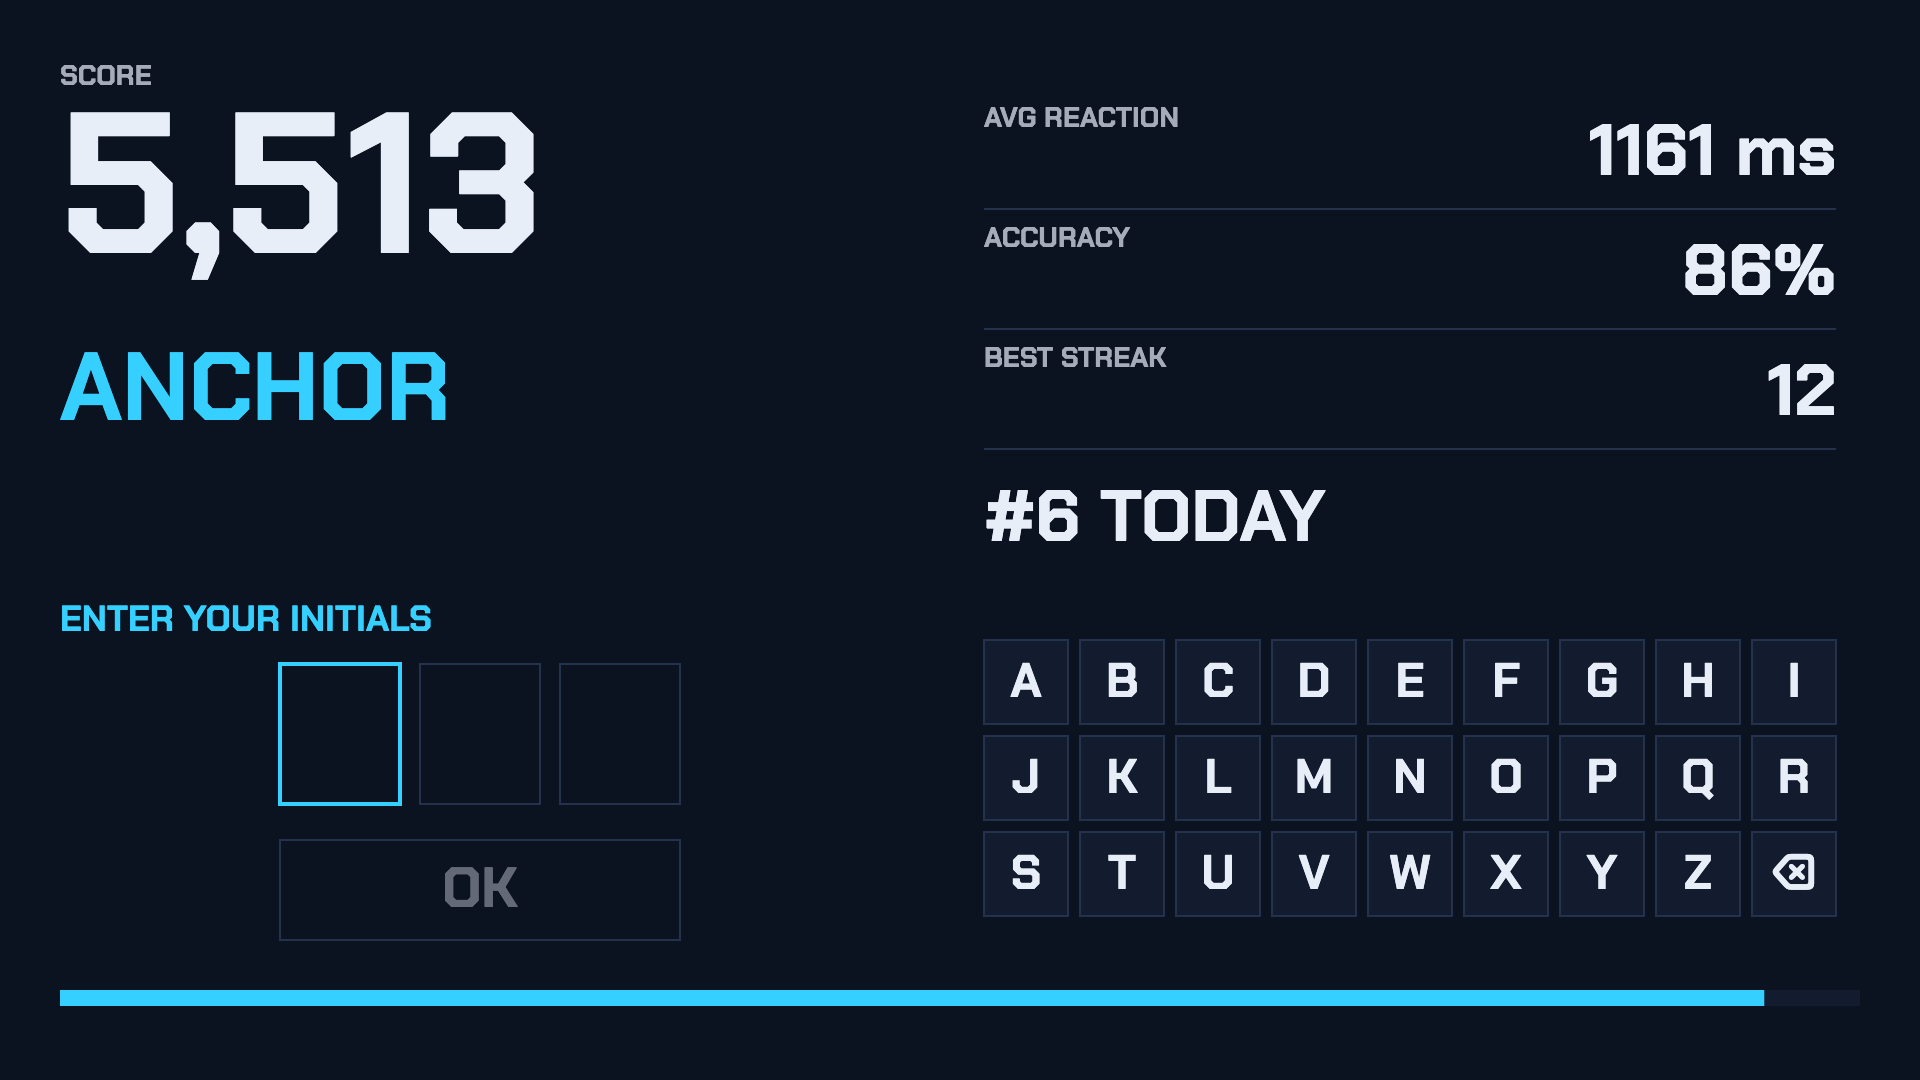 SCORE
5,513
ANCHOR
AVG REACTION
1161 ms
ACCURACY
86%
BEST STREAK
12
#6 TODAY
ENTER YOUR INITIALS
OK
A B C D E F G H I
J K L M N O P Q R
S T U V W X Y Z